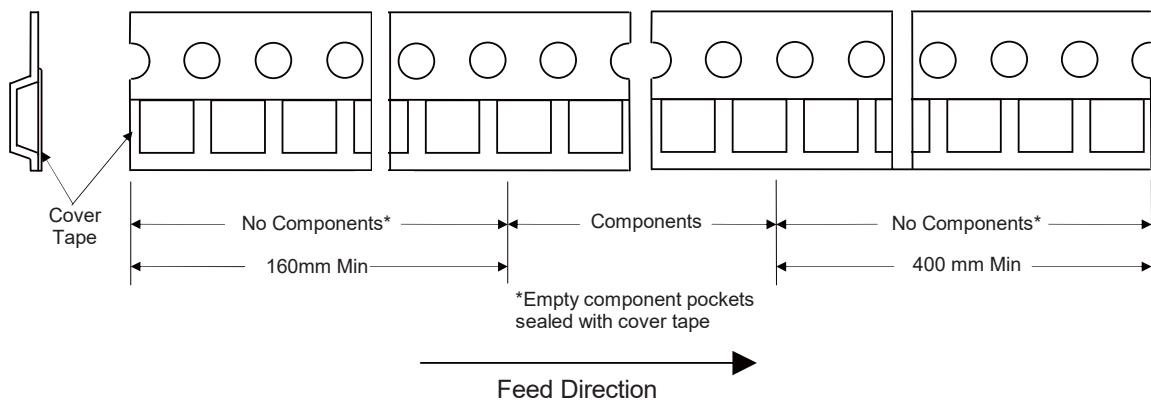 Cover
Tape
No Components*
Components
No Components*
160mm Min
400 mm Min
*Empty component pockets
sealed with cover tape
Feed Direction